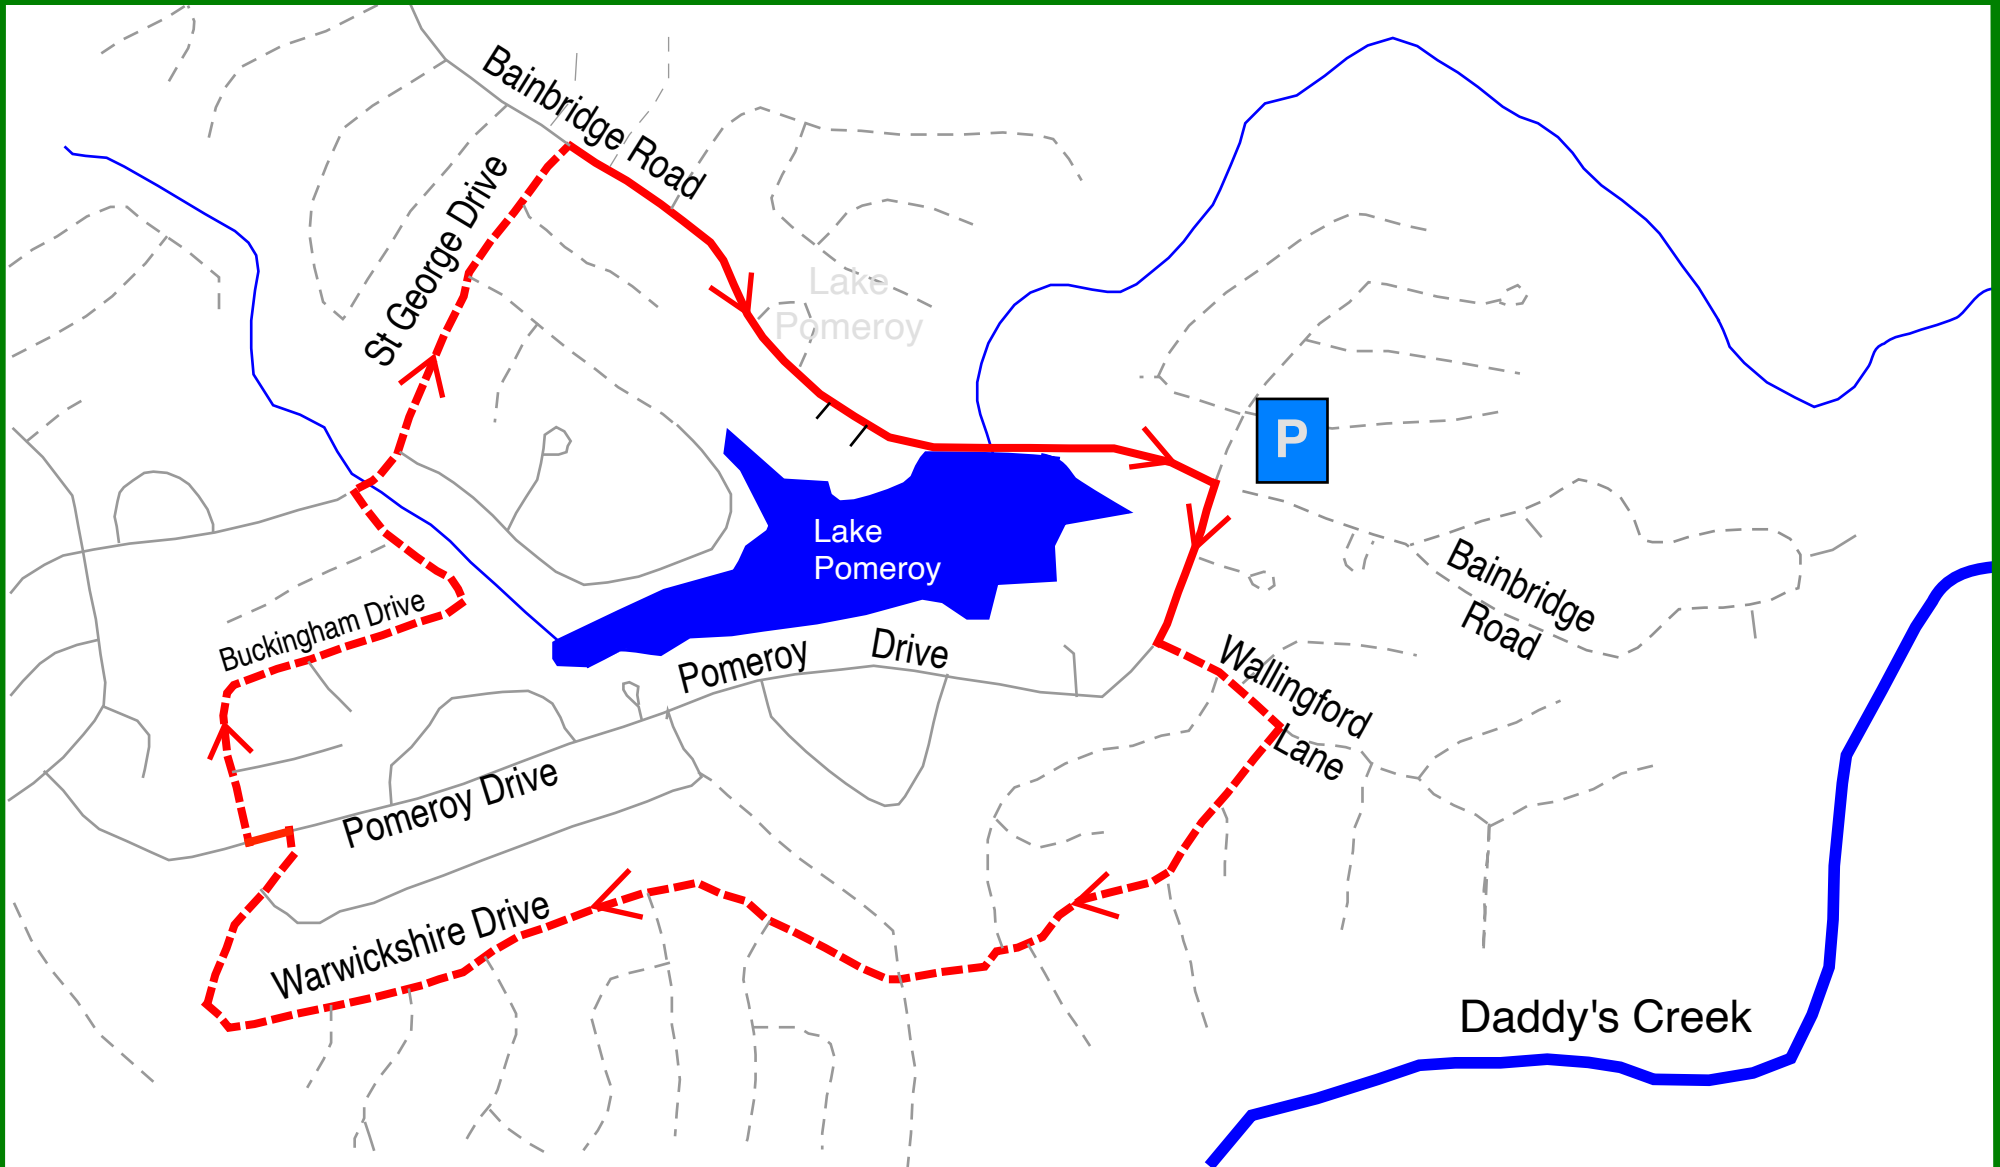 Bainbridge Road
St George Drive
Lake
Pomeroy
P
Lake
Pomeroy
Bainbridge
Road
Buckingham Drive
Pomeroy Drive
Wallingford
Lane
Pomeroy Drive
Warwickshire Drive
Daddy's Creek